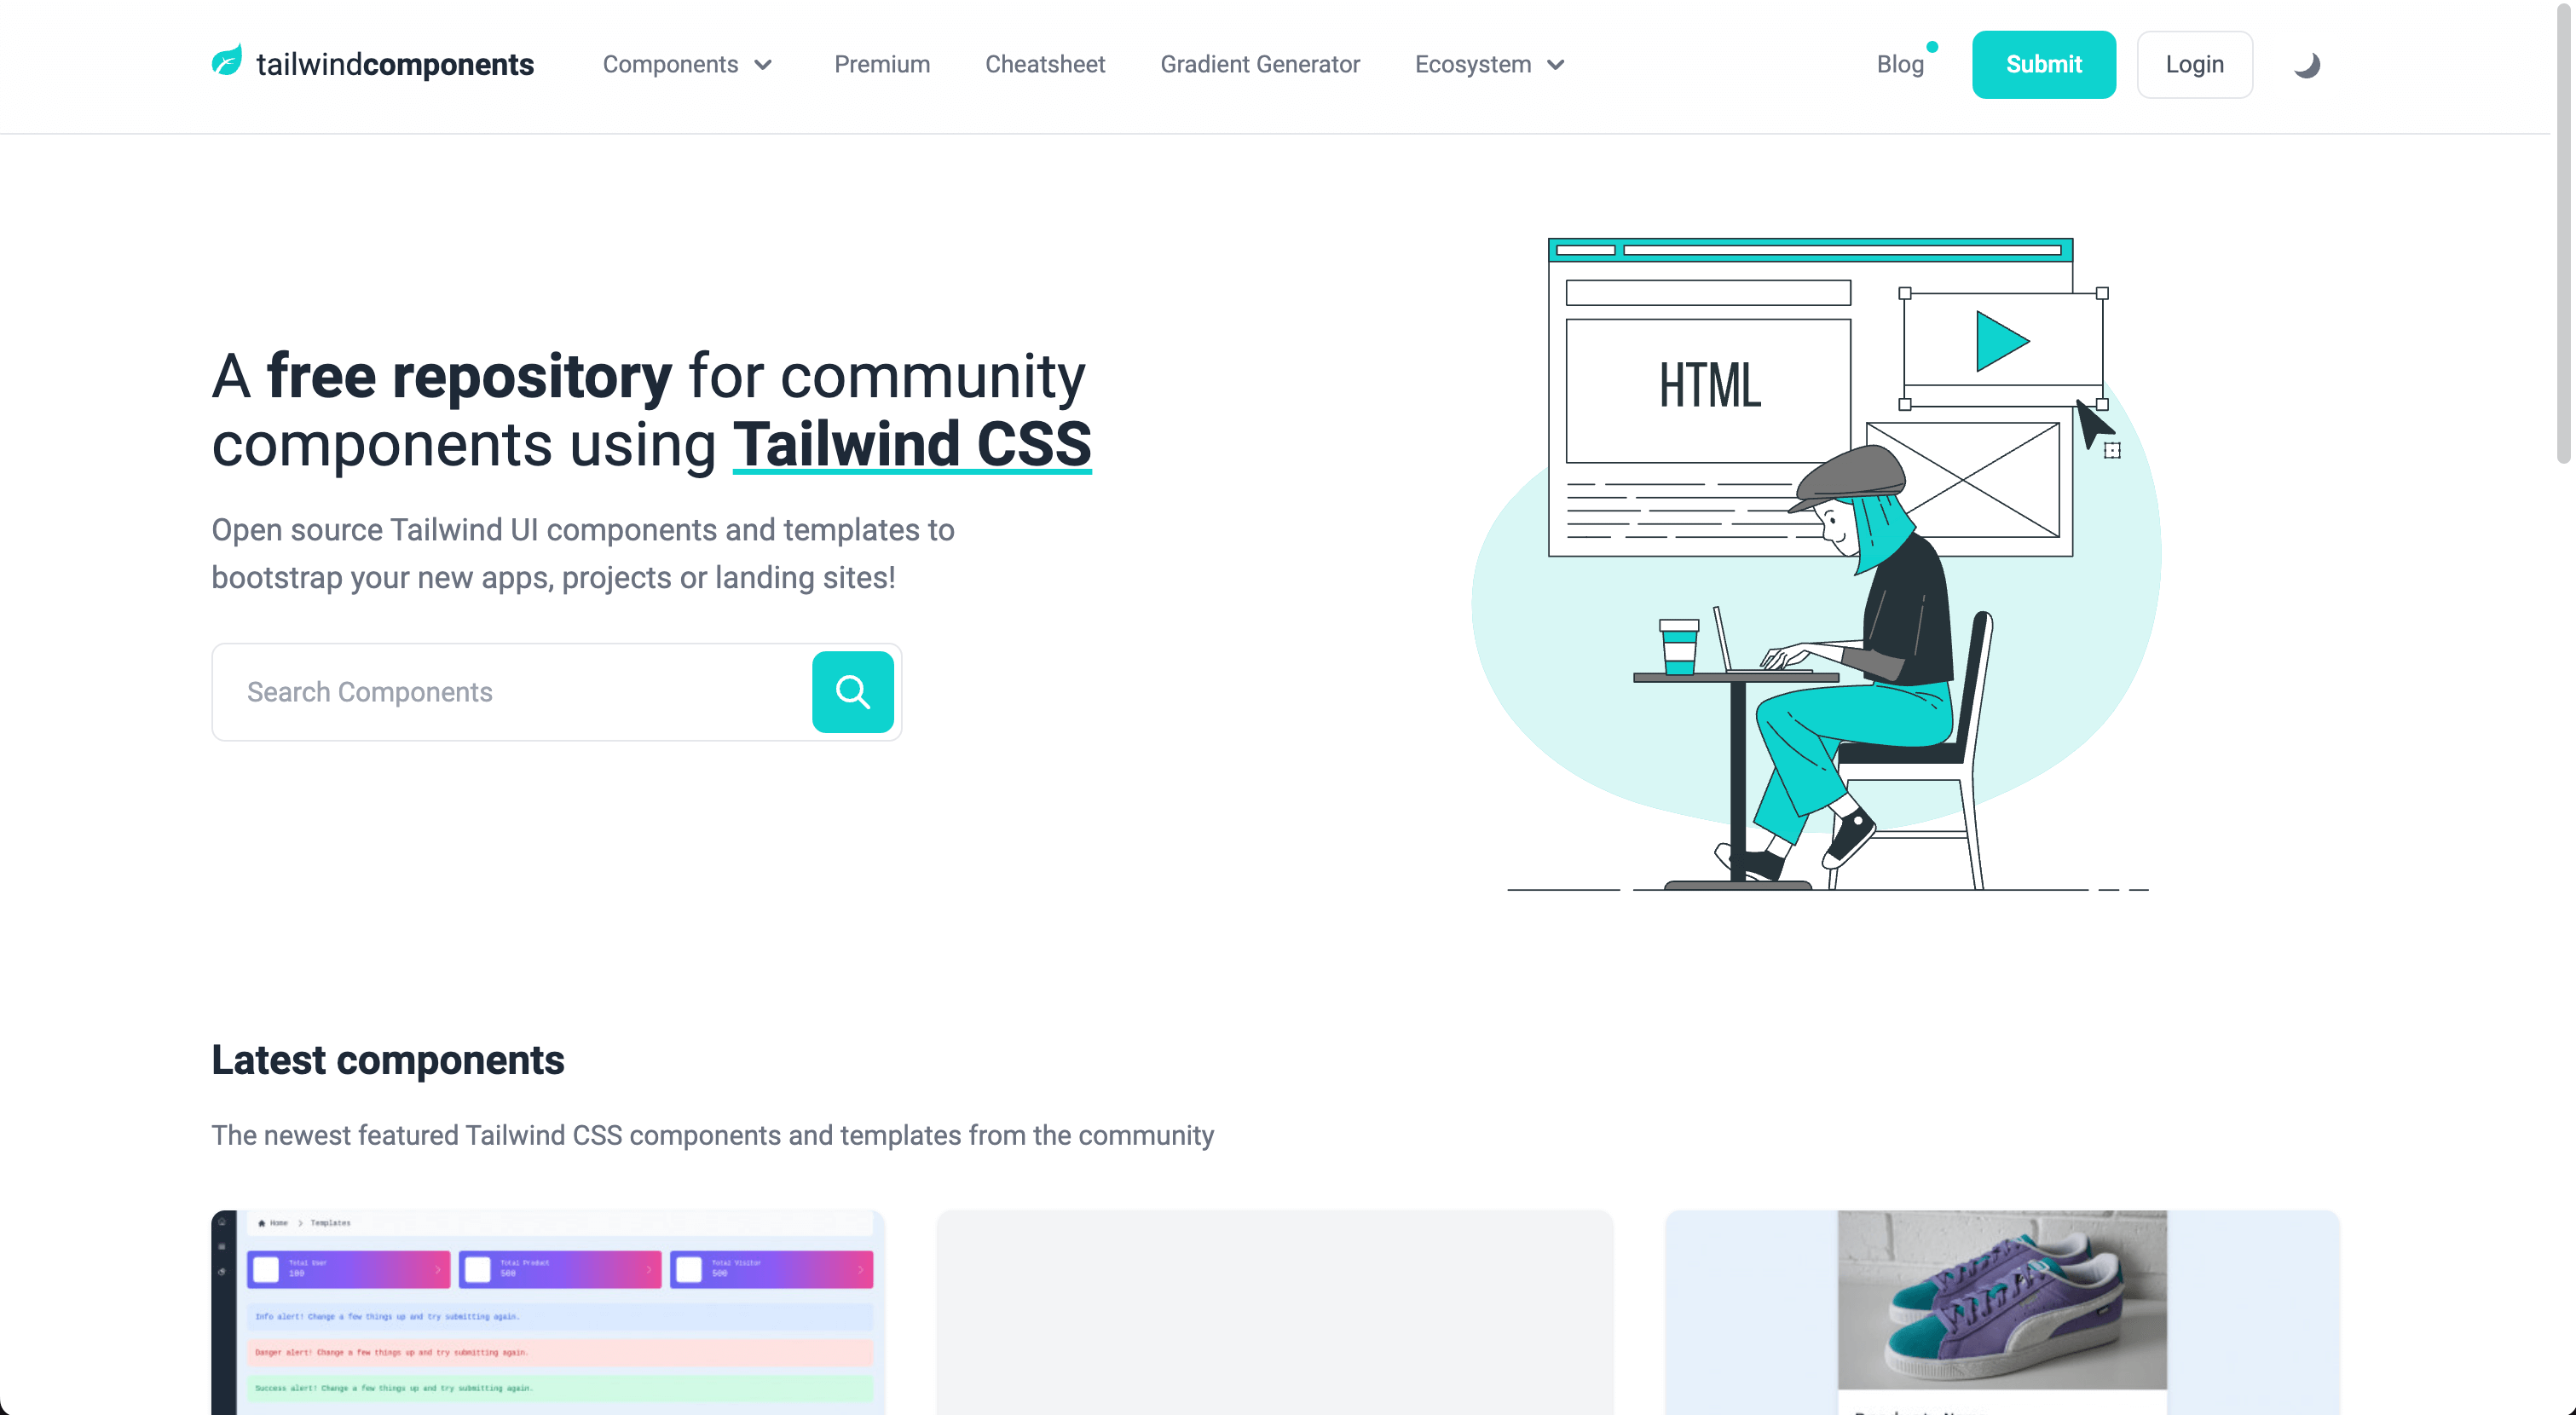 tailwindcomponents
Components
Premium
Cheatsheet
Gradient Generator
Ecosystem
Blog
Submit
Login
A free repository for community
components using Tailwind CSS
Open source Tailwind UI components and templates to
bootstrap your new apps, projects or landing sites!
Search Components
HTML
Latest components
The newest featured Tailwind CSS components and templates from the community
Home > Templates
Total User
100
Total Product
500
Total Visitor
500
Info alert! Change a few things up and try submitting again.
Danger alert! Change a few things up and try submitting again.
Success alert! Change a few things up and try submitting again.